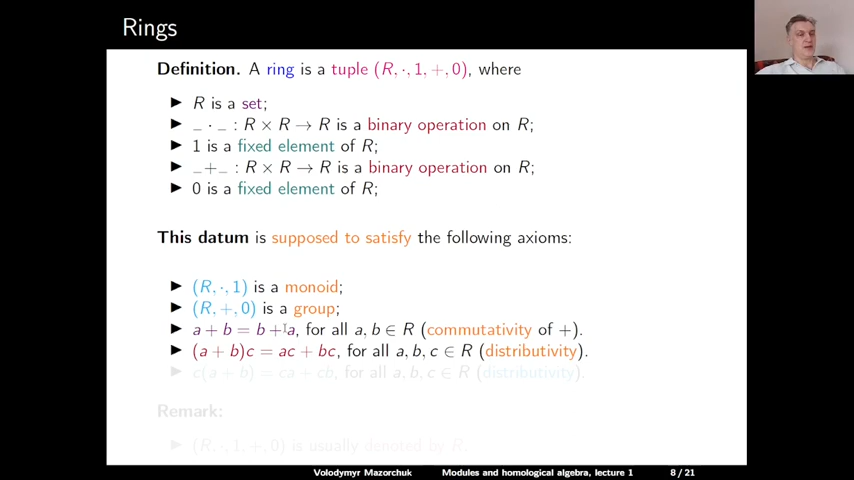 Rings
Definition. A ring is a tuple (R, ·, 1, +, 0), where
▶ R is a set;
▶ _ · _ : R × R → R is a binary operation on R;
▶ 1 is a fixed element of R;
▶ _+_ : R × R → R is a binary operation on R;
▶ 0 is a fixed element of R;
This datum is supposed to satisfy the following axioms:
▶ (R, ·, 1) is a monoid;
▶ (R, +, 0) is a group;
▶ a + b = b + a, for all a, b ∈ R (commutativity of +).
▶ (a + b)c = ac + bc, for all a, b, c ∈ R (distributivity).
▶ c(a + b) = ca + cb, for all a, b, c ∈ R (distributivity).
Remark:
▶ (R, ·, 1, +, 0) is usually denoted by R.
Volodymyr Mazorchuk Modules and homological algebra, lecture 1 8 / 21